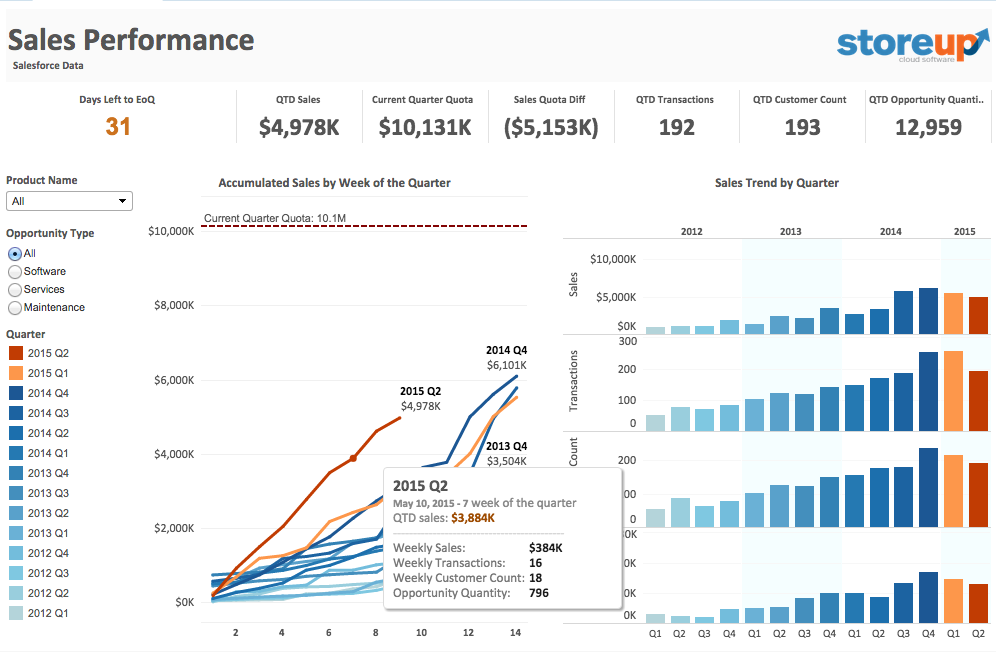 Sales Performance
Salesforce Data
storeup
cloud software
Days Left to EoQ
31
QTD Sales
$4,978K
Current Quarter Quota
$10,131K
Sales Quota Diff
($5,153K)
QTD Transactions
192
QTD Customer Count
193
QTD Opportunity Quanti..
12,959
Product Name
All
Opportunity Type
All
Software
Services
Maintenance
Quarter
2015 Q2
2015 Q1
2014 Q4
2014 Q3
2014 Q2
2014 Q1
2013 Q4
2013 Q3
2013 Q2
2013 Q1
2012 Q4
2012 Q3
2012 Q2
2012 Q1
Accumulated Sales by Week of the Quarter
Current Quarter Quota: 10.1M
$10,000K
$8,000K
$6,000K
$4,000K
$2,000K
$0K
2014 Q4
$6,101K
2015 Q2
$4,978K
2013 Q4
$3,504K
2 4 6 8 10 12 14
2015 Q2
May 10, 2015 - 7 week of the quarter
QTD sales: $3,884K
Weekly Sales: $384K
Weekly Transactions: 16
Weekly Customer Count: 18
Opportunity Quantity: 796
Sales Trend by Quarter
2012 2013 2014 2015
Sales
$10,000K
$5,000K
$0K
Transactions
300
200
100
0
Count
200
00
0
0K
0K
0K
0K
Q1 Q2 Q3 Q4 Q1 Q2 Q3 Q4 Q1 Q2 Q3 Q4 Q1 Q2